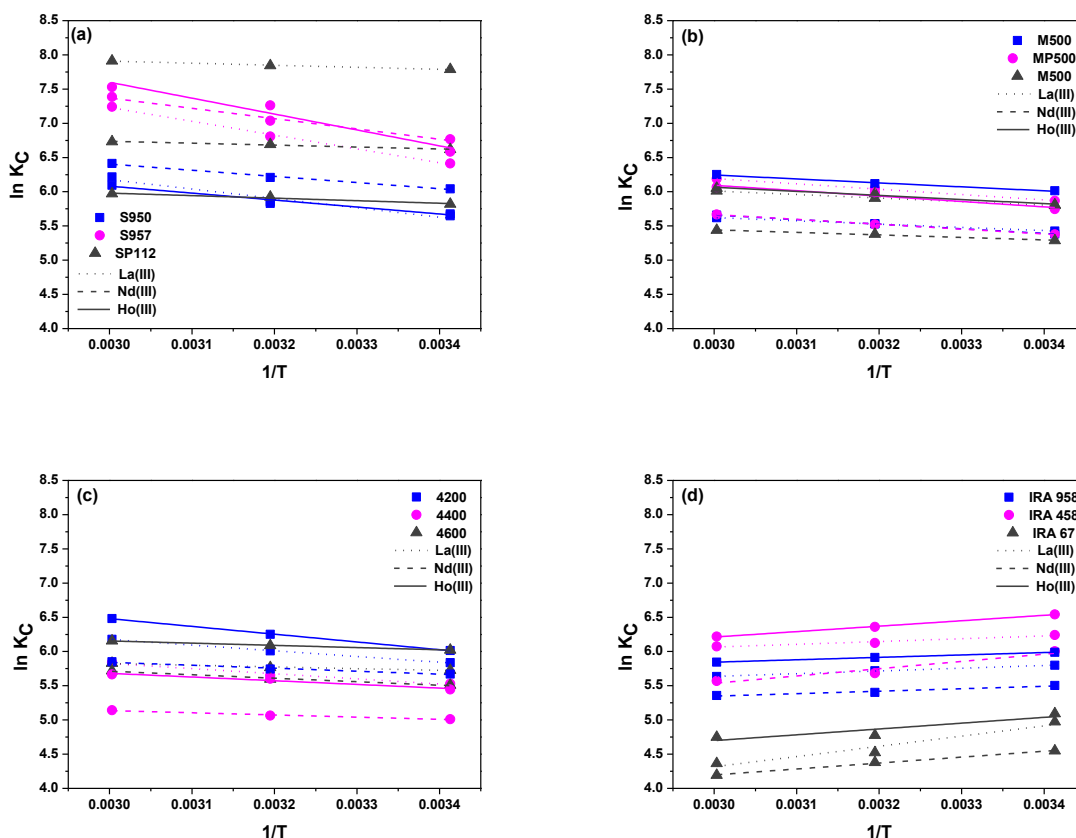 (a)
8.5
8.0
7.5
7.0
6.5
6.0
5.5
5.0
4.5
4.0
ln K_C
S950
S957
SP112
La(III)
Nd(III)
Ho(III)
0.0030 0.0031 0.0032 0.0033 0.0034
1/T
(b)
8.5
8.0
7.5
7.0
6.5
6.0
5.5
5.0
4.5
4.0
ln K_C
M500
MP500
M500
La(III)
Nd(III)
Ho(III)
0.0030 0.0031 0.0032 0.0033 0.0034
1/T
(c)
8.5
8.0
7.5
7.0
6.5
6.0
5.5
5.0
4.5
4.0
ln K_C
4200
4400
4600
La(III)
Nd(III)
Ho(III)
0.0030 0.0031 0.0032 0.0033 0.0034
1/T
(d)
8.5
8.0
7.5
7.0
6.5
6.0
5.5
5.0
4.5
4.0
ln K_C
IRA 958
IRA 458
IRA 67
La(III)
Nd(III)
Ho(III)
0.0030 0.0031 0.0032 0.0033 0.0034
1/T